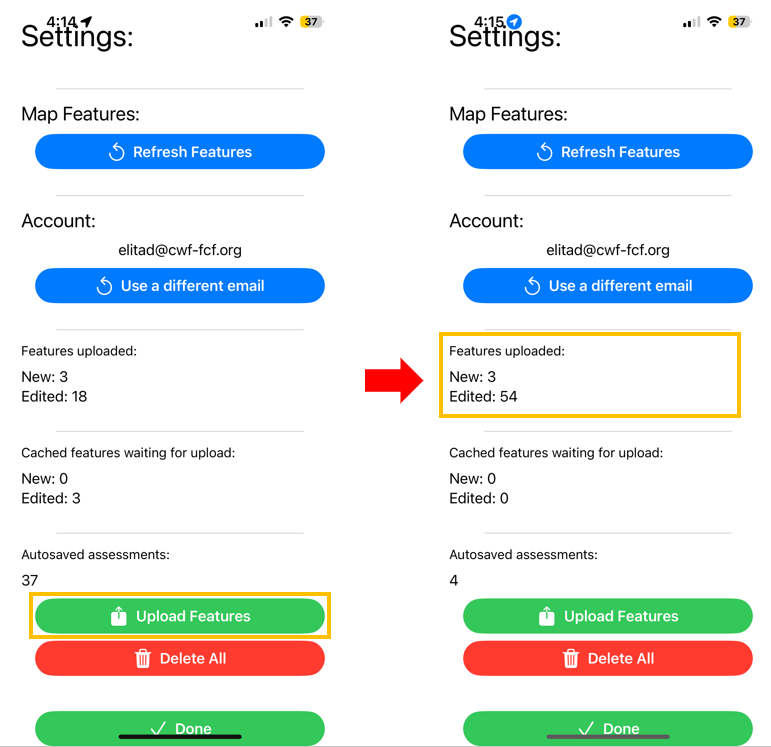 4:14
37
Settings:
Map Features:
Refresh Features
Account:
elitad@cwf-fcf.org
Use a different email
Features uploaded:
New: 3
Edited: 18
Cached features waiting for upload:
New: 0
Edited: 3
Autosaved assessments:
37
Upload Features
Delete All
Done
4:15
37
Settings:
Map Features:
Refresh Features
Account:
elitad@cwf-fcf.org
Use a different email
Features uploaded:
New: 3
Edited: 54
Cached features waiting for upload:
New: 0
Edited: 0
Autosaved assessments:
4
Upload Features
Delete All
Done